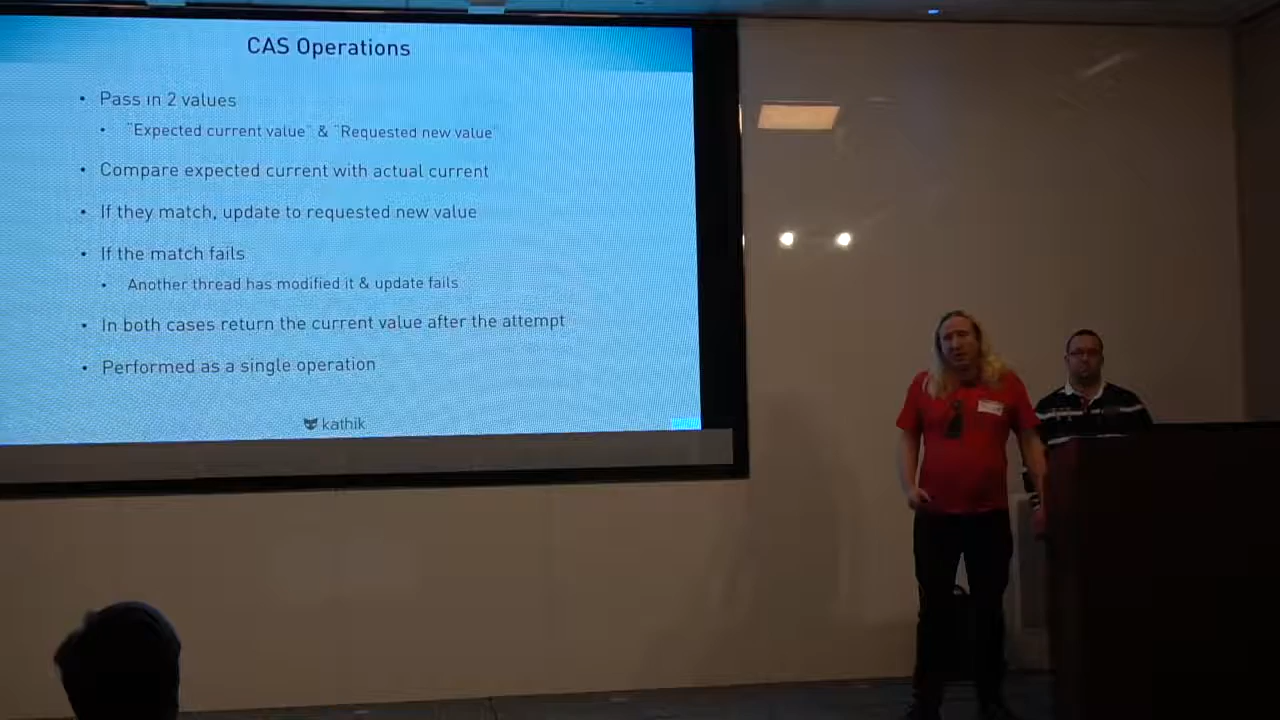 CAS Operations
• Pass in 2 values
• "Expected current value" & "Requested new value"
• Compare expected current with actual current
• If they match, update to requested new value
• If the match fails
• Another thread has modified it & update fails
• In both cases return the current value after the attempt
• Performed as a single operation
kathik